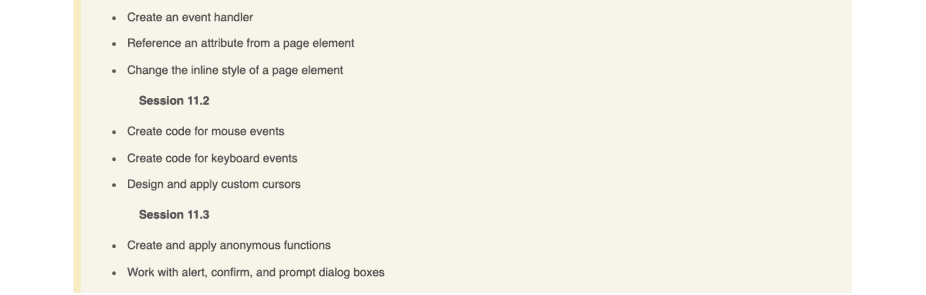 • Create an event handler
• Reference an attribute from a page element
• Change the inline style of a page element
Session 11.2
• Create code for mouse events
• Create code for keyboard events
• Design and apply custom cursors
Session 11.3
• Create and apply anonymous functions
• Work with alert, confirm, and prompt dialog boxes